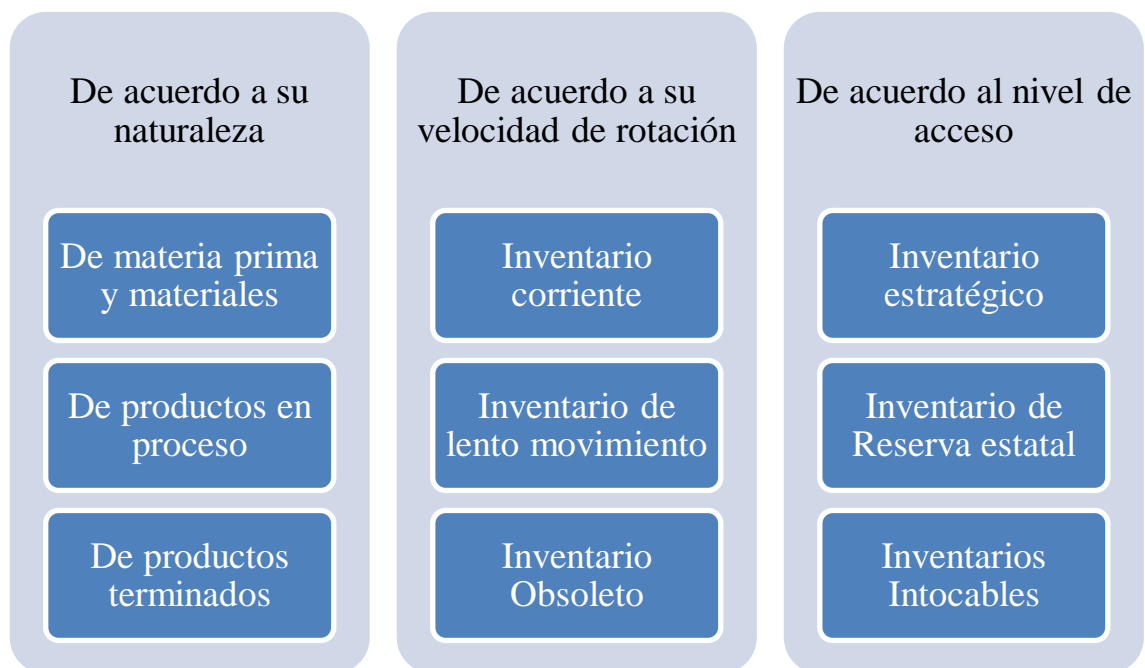 De acuerdo a su
naturaleza
De materia prima
y materiales
De productos en
proceso
De productos
terminados
De acuerdo a su
velocidad de rotación
Inventario
corriente
Inventario de
lento movimiento
Inventario
Obsoleto
De acuerdo al nivel de
acceso
Inventario
estratégico
Inventario de
Reserva estatal
Inventarios
Intocables